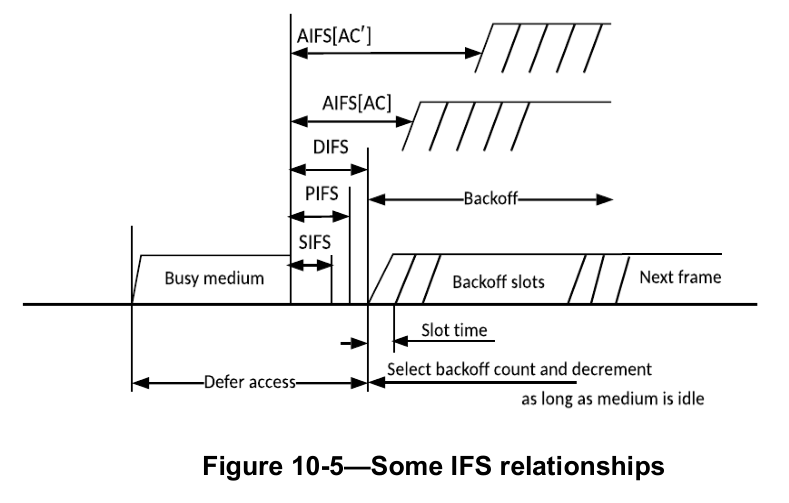 AIFS[AC′]
AIFS[AC]
DIFS
PIFS
Backoff
SIFS
Busy medium
Backoff slots
Next frame
Slot time
Defer access
Select backoff count and decrement
as long as medium is idle
Figure 10-5—Some IFS relationships